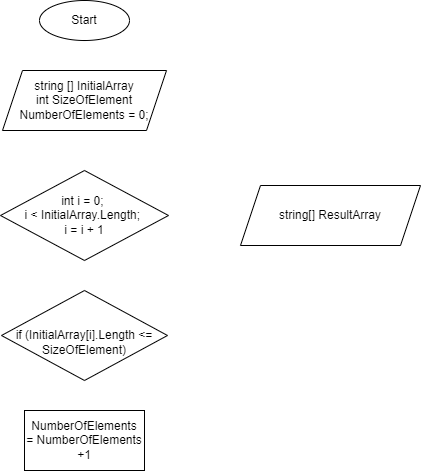 Start
string [] InitialArray
int SizeOfElement
NumberOfElements = 0;
int i = 0;
i < InitialArray.Length;
i = i + 1
string[] ResultArray
if (InitialArray[i].Length <=
SizeOfElement)
NumberOfElements
= NumberOfElements
+1